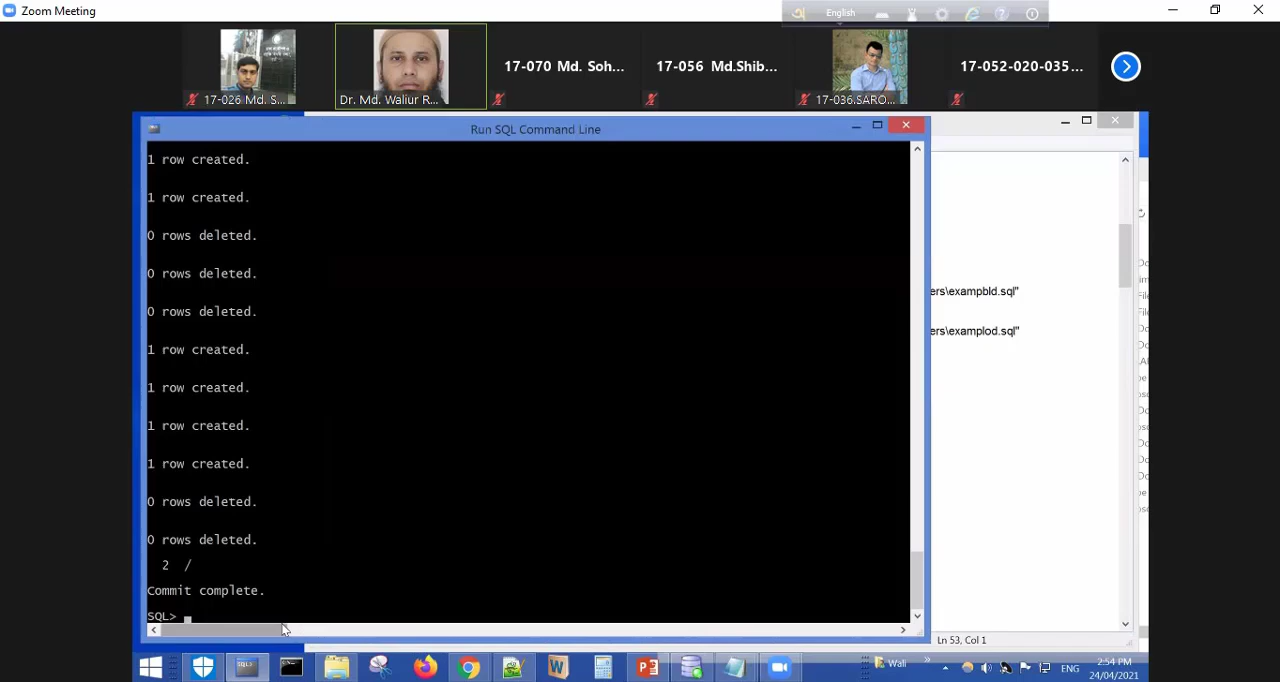 Zoom Meeting
English
17-026 Md. S...
Dr. Md. Waliur R...
17-070 Md. Soh...
17-056 Md.Shib...
17-036.SARO...
17-052-020-035...
Run SQL Command Line
1 row created.
1 row created.
0 rows deleted.
0 rows deleted.
0 rows deleted.
1 row created.
1 row created.
1 row created.
1 row created.
0 rows deleted.
0 rows deleted.
2 /
Commit complete.
SQL>
ers\exampbld.sql"
ers\examplod.sql"
Ln 53, Col 1
Wali
ENG
2:54 PM
24/04/2021